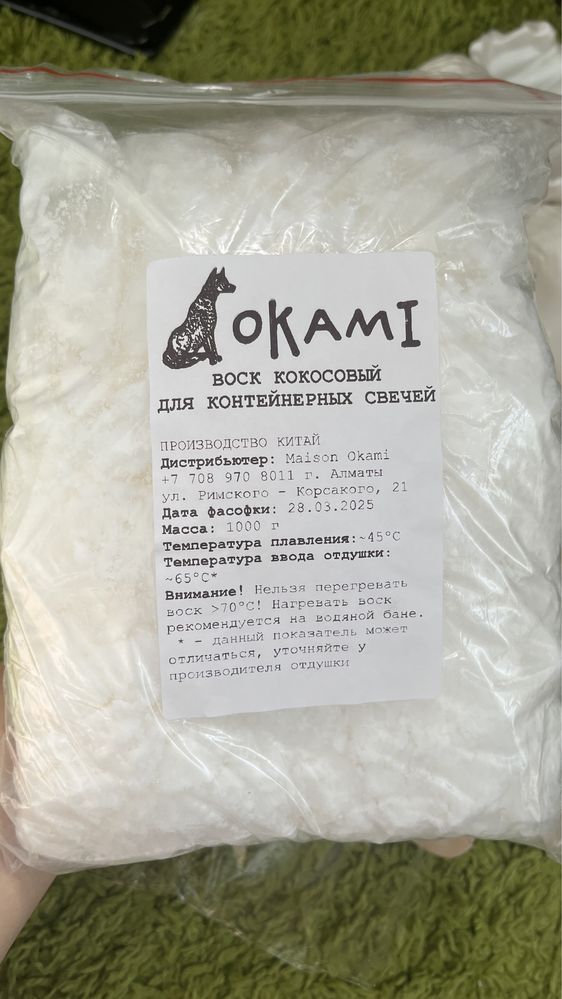 OKAMI
ВОСК КОКОСОВЫЙ
ДЛЯ КОНТЕЙНЕРНЫХ СВЕЧЕЙ
ПРОИЗВОДСТВО КИТАЙ
Дистрибьютер: Maison Okami
+7 708 970 8011 г. Алматы
ул. Римского - Корсакого, 21
Дата фасофки: 28.03.2025
Масса: 1000 г
Температура плавления:~45°С
Температура ввода отдушки:
~65°С*
Внимание! Нельзя перегревать
воск >70°С! Нагревать воск
рекомендуется на водяной бане.
* - данный показатель может
отличаться, уточняйте у
производителя отдушки